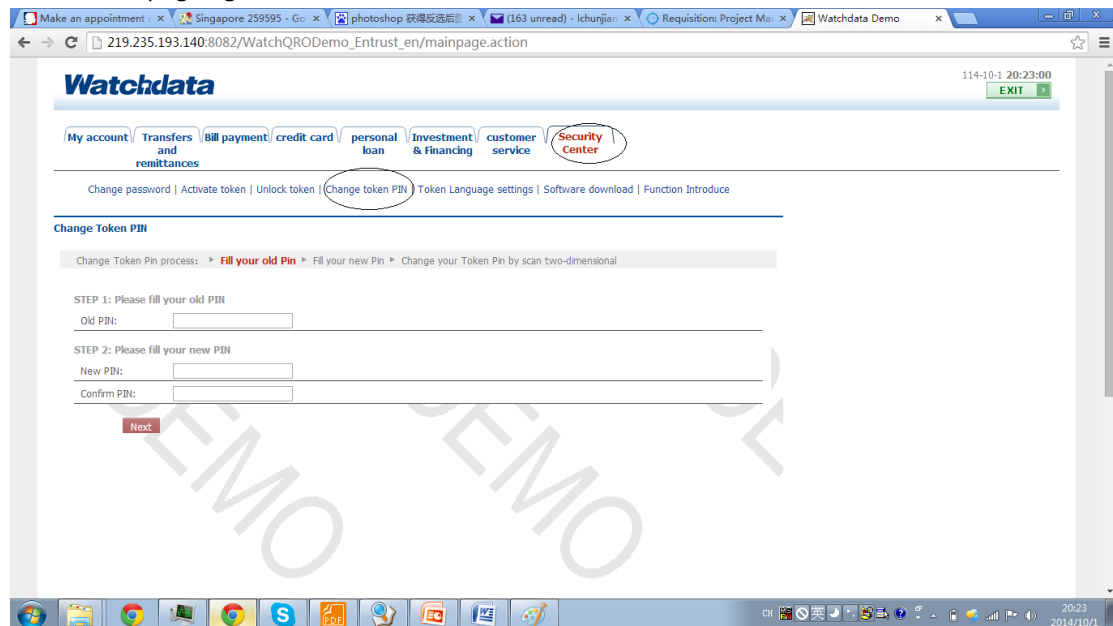 Make an appointment a
Singapore 259595 - Go
photoshop 获得反选后
(163 unread) - lchunjian
Requisition: Project Ma
Watchdata Demo
219.235.193.140:8082/WatchQRODemo_Entrust_en/mainpage.action
Watchdata
114-10-1 20:23:00
EXIT
My account
Transfers and remittances
Bill payment
credit card
personal loan
Investment & Financing
customer service
Security Center
Change password | Activate token | Unlock token | Change token PIN | Token Language settings | Software download | Function Introduce
Change Token PIN
Change Token Pin process: Fill your old Pin Fill your new Pin Change your Token Pin by scan two-dimensional
STEP 1: Please fill your old PIN
Old PIN:
STEP 2: Please fill your new PIN
New PIN:
Confirm PIN:
Next
DEMO
DEMO
CH 英
20:23
2014/10/1